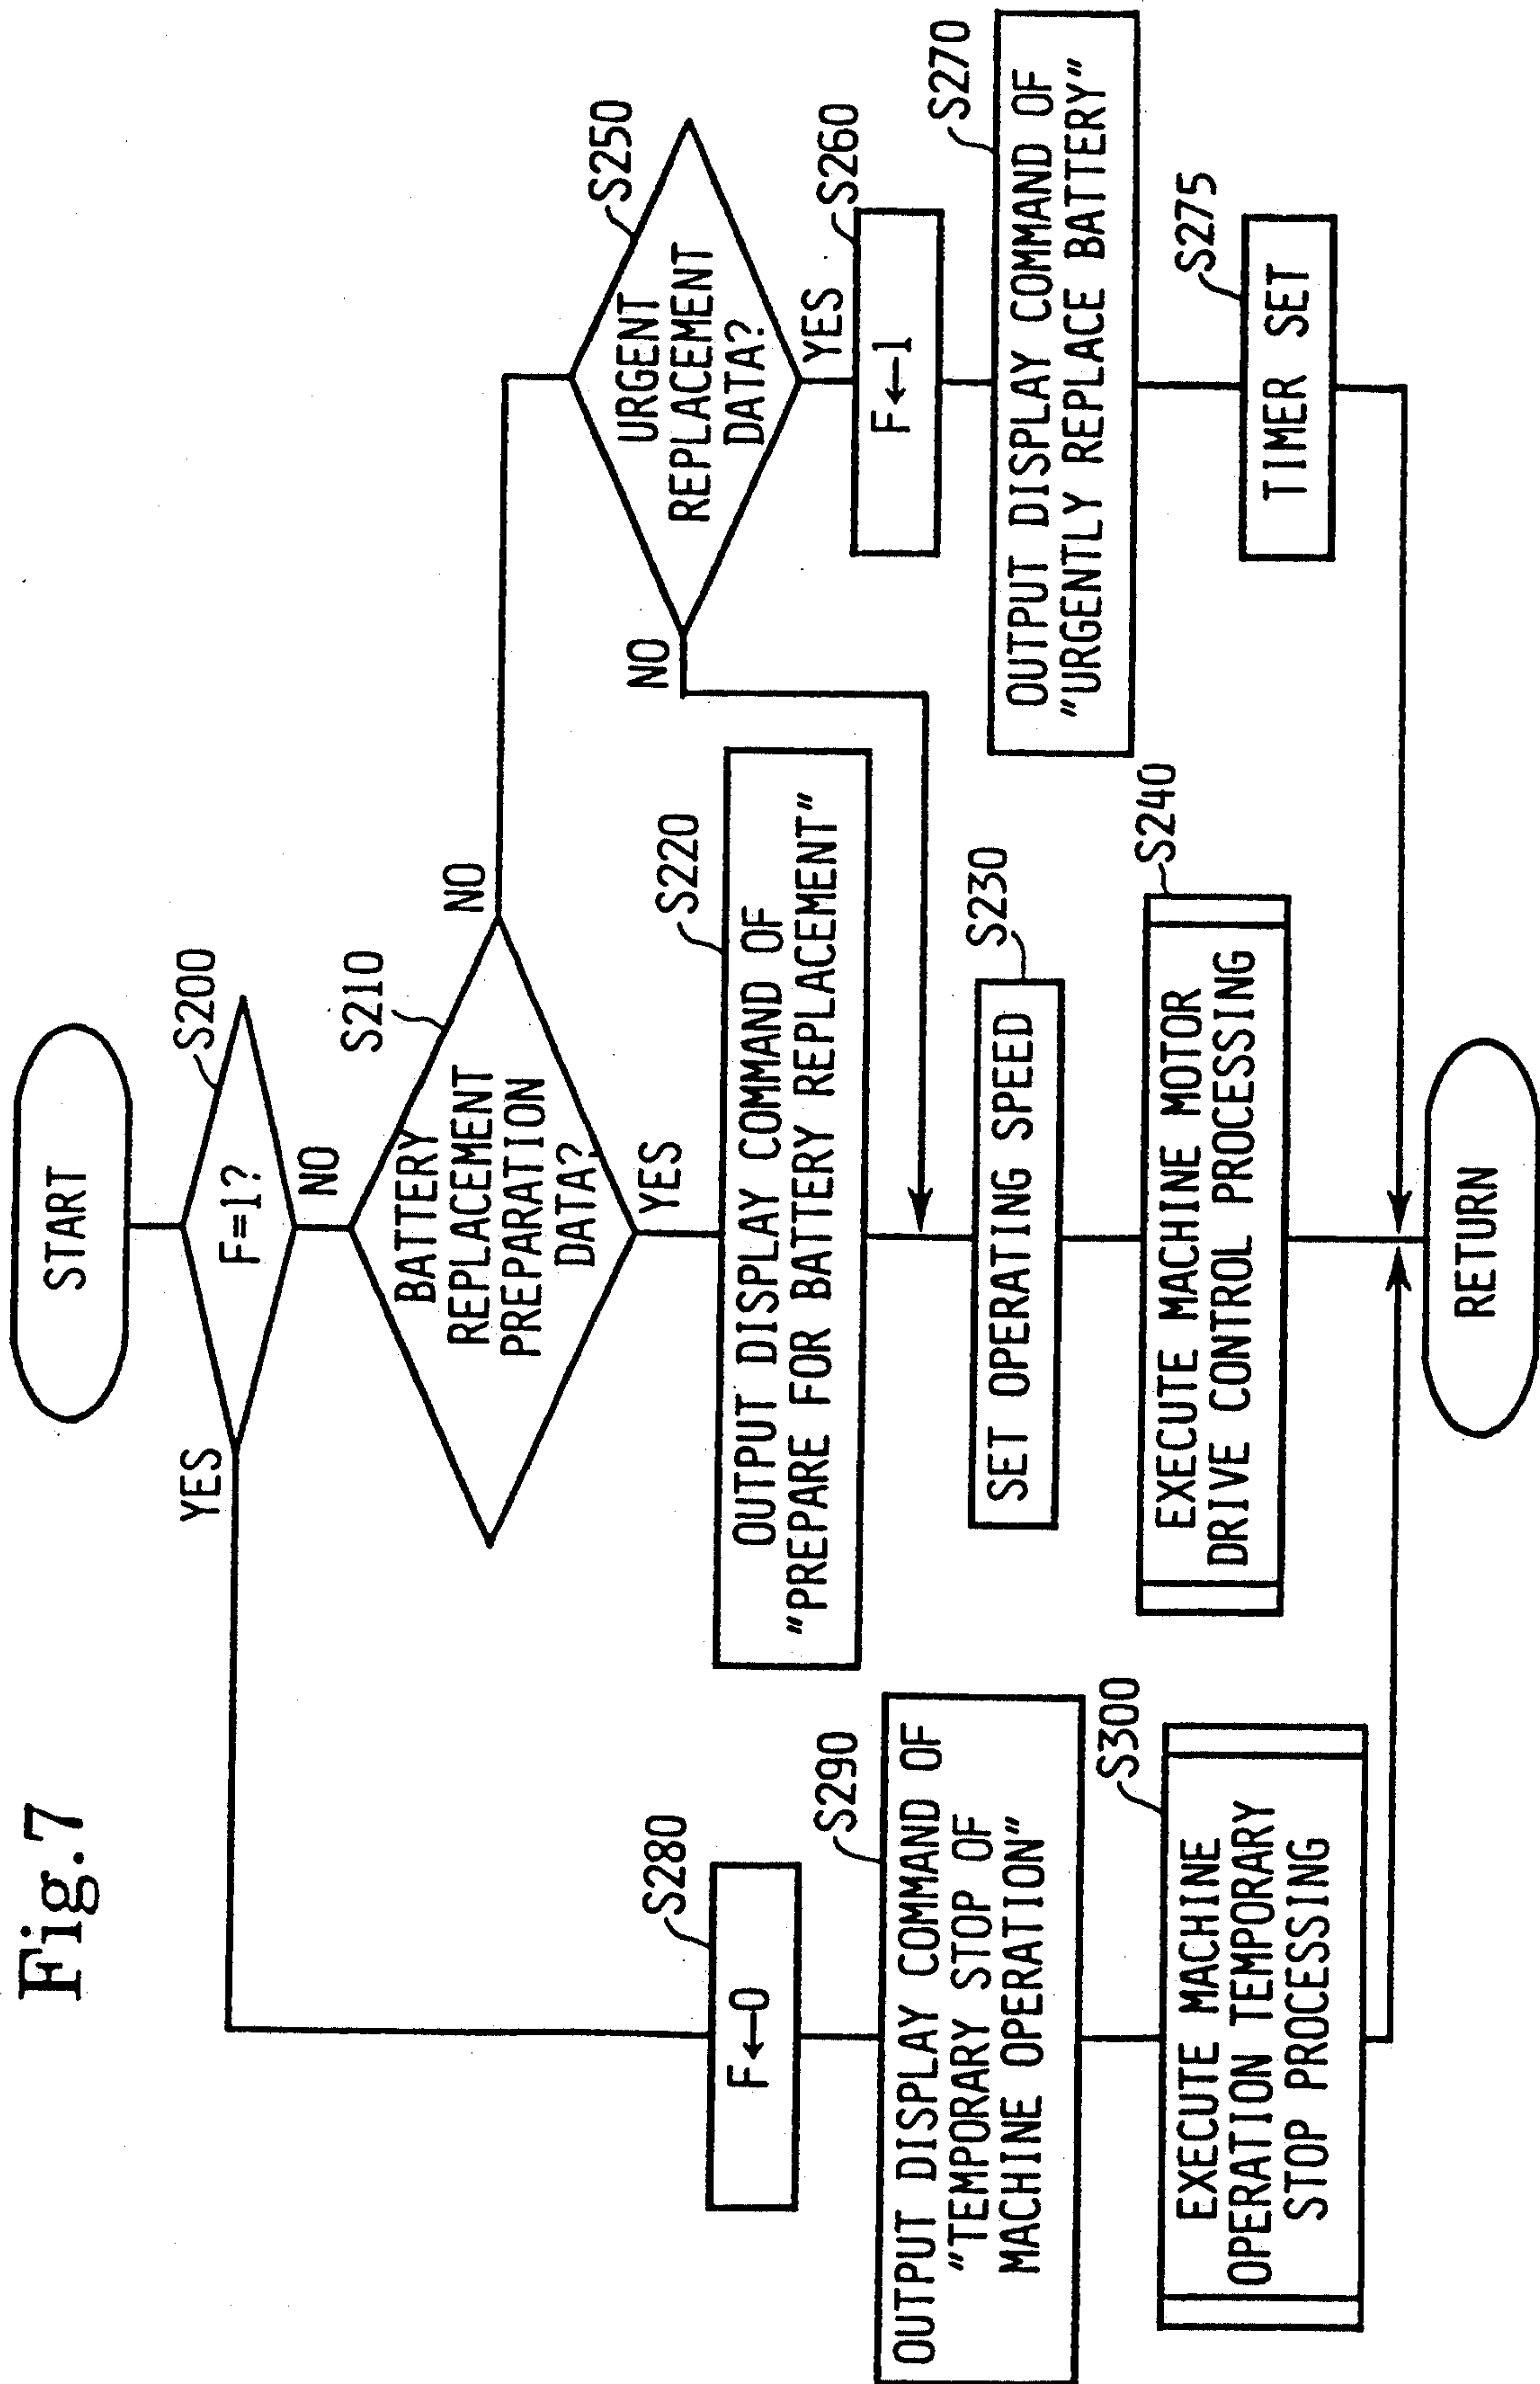 Fig.7
START
S200
F=1?
YES
NO
S210
BATTERY
REPLACEMENT
PREPARATION
DATA?
NO
YES
S220
OUTPUT DISPLAY COMMAND OF
"PREPARE FOR BATTERY REPLACEMENT"
S230
SET OPERATING SPEED
S240
EXECUTE MACHINE MOTOR
DRIVE CONTROL PROCESSING
S250
URGENT
REPLACEMENT
DATA?
NO
YES
S260
F←1
S270
OUTPUT DISPLAY COMMAND OF
"URGENTLY REPLACE BATTERY"
S275
TIMER SET
S280
F←0
S290
OUTPUT DISPLAY COMMAND OF
"TEMPORARY STOP OF
MACHINE OPERATION"
S300
EXECUTE MACHINE
OPERATION TEMPORARY
STOP PROCESSING
RETURN